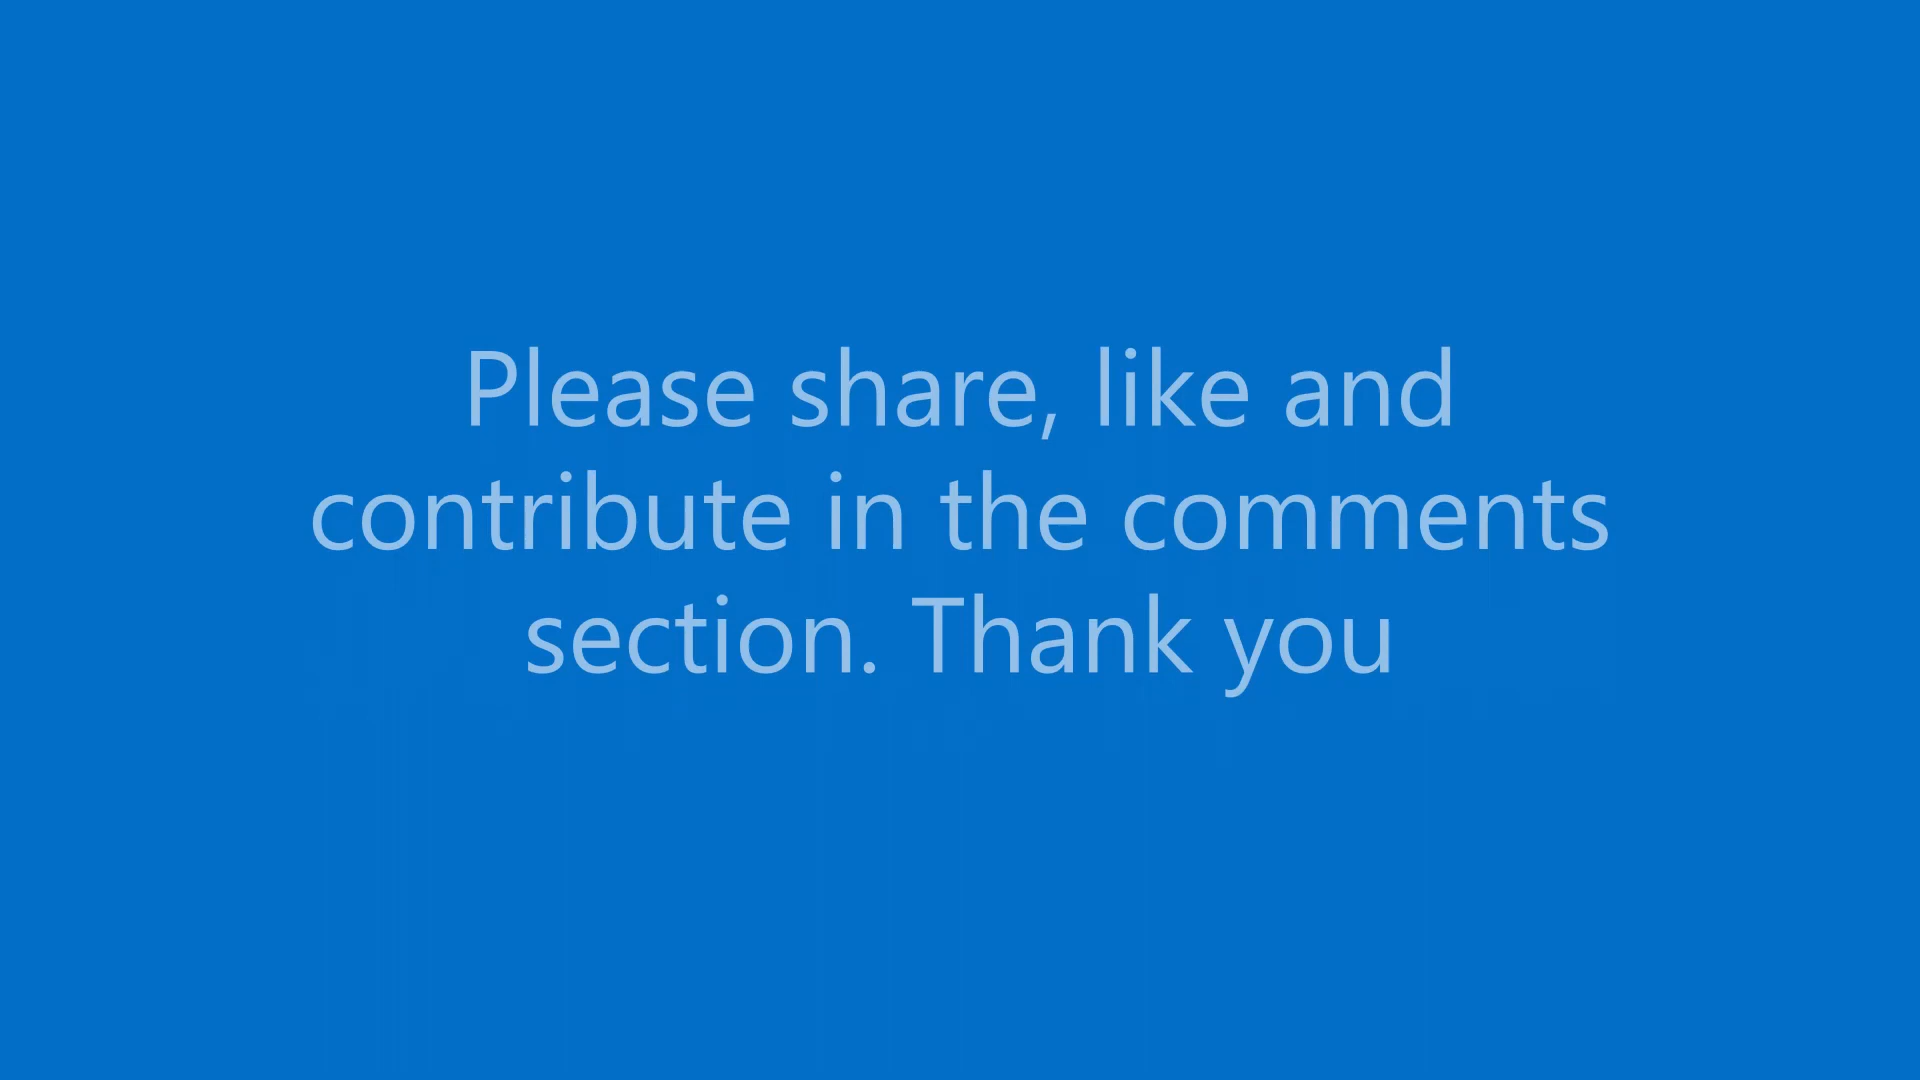 Please share, like and
contribute in the comments
section. Thank you